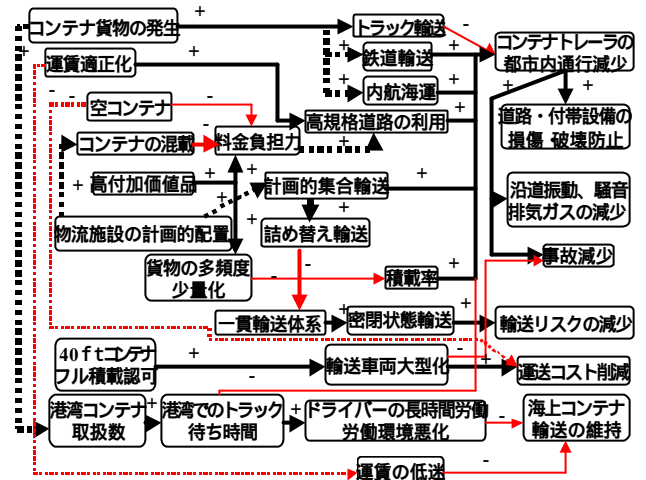 コンテナ貨物の発生
+
トラック輸送
-
コンテナトレーラの
都市内通行減少
+
運賃適正化
+
+
鉄道輸送
+
+
内航海運
+
+
+
-
-
空コンテナ
-
高規格道路の利用
+
道路・付帯設備の
損傷 破壊防止
コンテナの混載
-
料金負担力
+
+
高付加価値品
+
+
計画的集合輸送
+
沿道振動、騒音
排気ガスの減少
+
物流施設の計画的配置
+
+
詰め替え輸送
事故減少
貨物の多頻度
少量化
-
-
積載率
+
一貫輸送体系
+
密閉状態輸送
+
輸送リスクの減少
40ftコンテナ
フル積載認可
+
-
輸送車両大型化
-
+
運送コスト削減
港湾コンテナ
取扱数
+
港湾でのトラック
待ち時間
+
ドライバーの長時間労働
労働環境悪化
-
海上コンテナ
輸送の維持
運賃の低迷
-